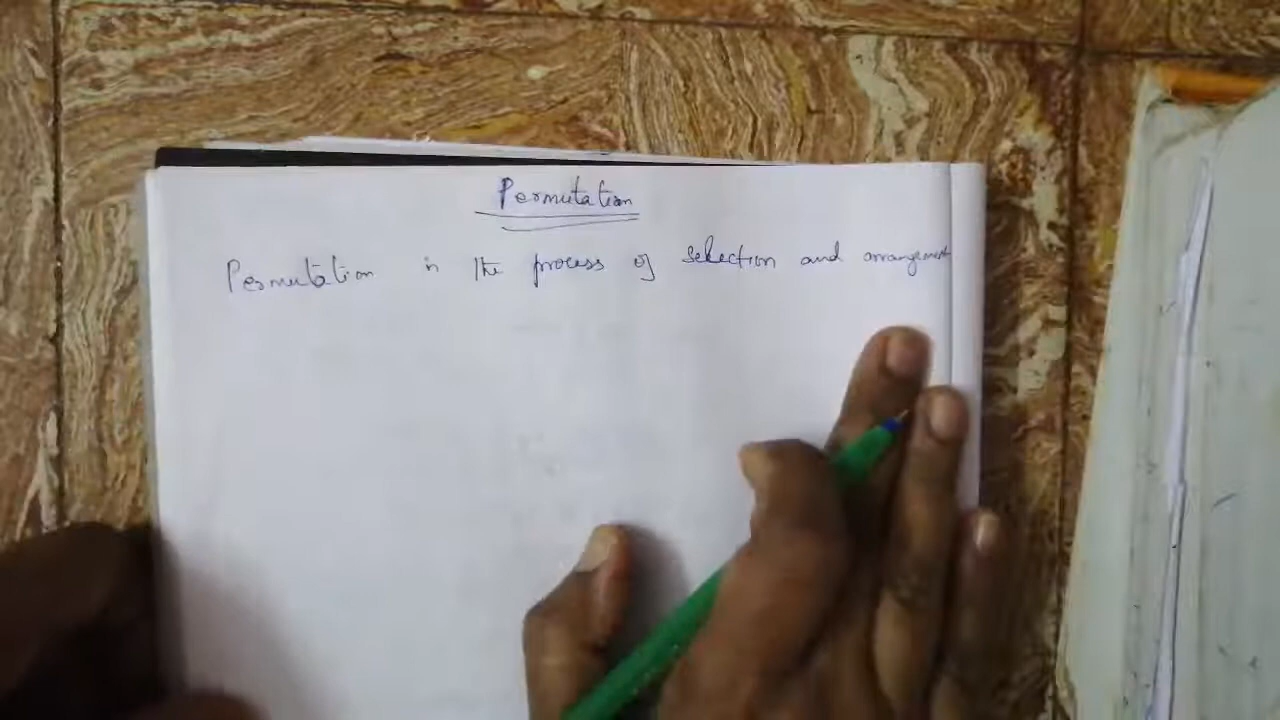 Permutation
Permutation is the process of selection and arrangement